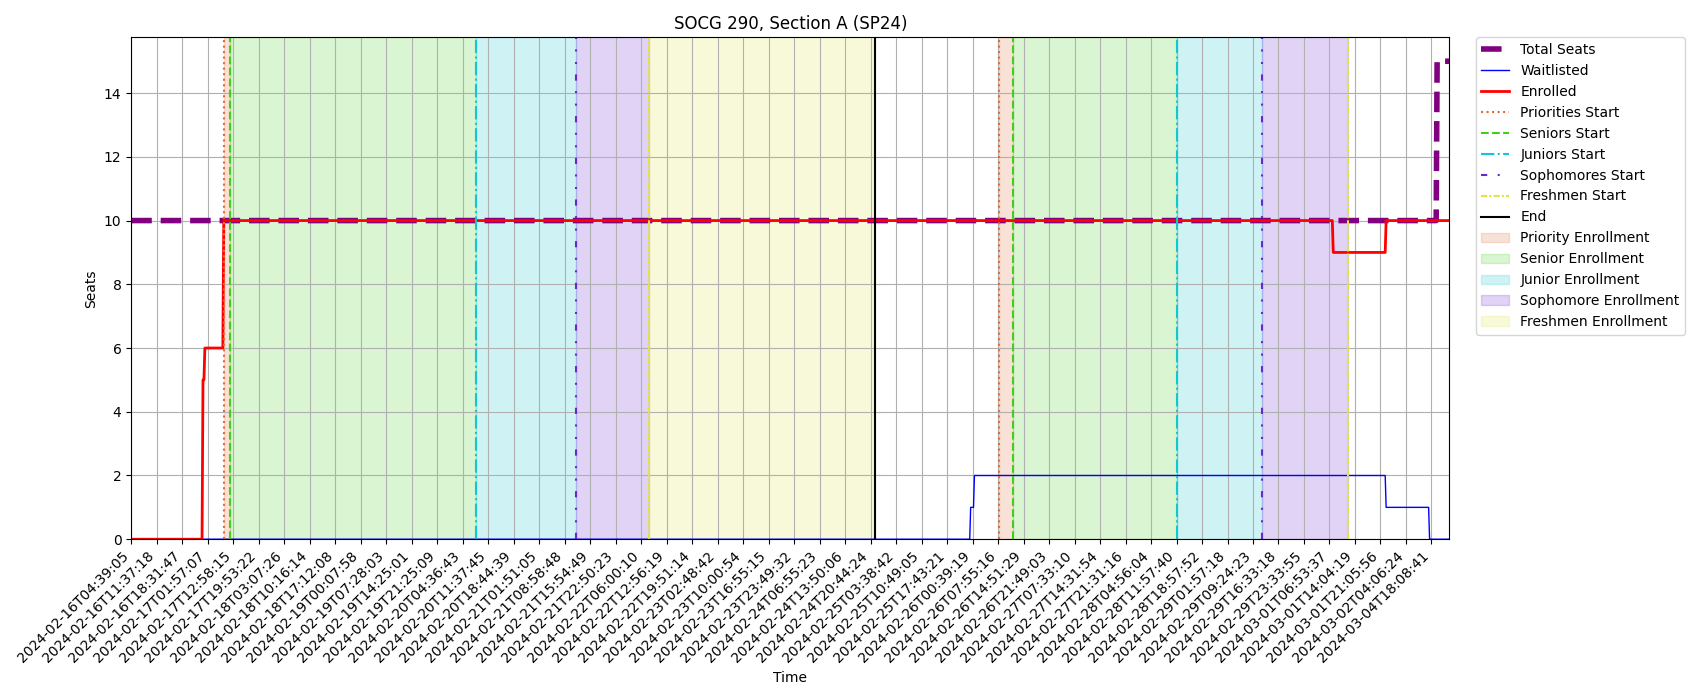 SOCG 290, Section A (SP24)
Seats
14
12
10
8
6
4
2
0
2024-02-16T04:39:05
2024-02-16T11:37:18
2024-02-16T18:31:47
2024-02-17T01:57:07
2024-02-17T12:58:15
2024-02-17T19:53:22
2024-02-18T03:07:26
2024-02-18T10:16:14
2024-02-18T17:12:08
2024-02-19T00:07:58
2024-02-19T07:28:03
2024-02-19T14:25:01
2024-02-19T21:25:09
2024-02-20T04:36:43
2024-02-20T11:37:45
2024-02-20T18:44:39
2024-02-21T01:51:05
2024-02-21T08:58:48
2024-02-21T15:54:49
2024-02-21T22:50:23
2024-02-22T06:00:10
2024-02-22T12:56:19
2024-02-22T19:51:14
2024-02-23T02:48:42
2024-02-23T10:00:54
2024-02-23T16:55:15
2024-02-23T23:49:32
2024-02-24T06:55:23
2024-02-24T13:50:06
2024-02-24T20:44:24
2024-02-25T03:38:42
2024-02-25T10:49:05
2024-02-25T17:43:21
2024-02-26T00:39:19
2024-02-26T07:55:16
2024-02-26T14:51:29
2024-02-26T21:49:03
2024-02-27T07:33:10
2024-02-27T14:31:54
2024-02-27T21:31:16
2024-02-28T04:56:04
2024-02-28T11:57:40
2024-02-28T18:57:52
2024-02-29T01:57:18
2024-02-29T09:24:23
2024-02-29T16:33:18
2024-02-29T23:33:55
2024-03-01T06:53:37
2024-03-01T14:04:19
2024-03-01T21:05:56
2024-03-02T04:06:24
2024-03-04T18:08:41
Time
Total Seats
Waitlisted
Enrolled
Priorities Start
Seniors Start
Juniors Start
Sophomores Start
Freshmen Start
End
Priority Enrollment
Senior Enrollment
Junior Enrollment
Sophomore Enrollment
Freshmen Enrollment